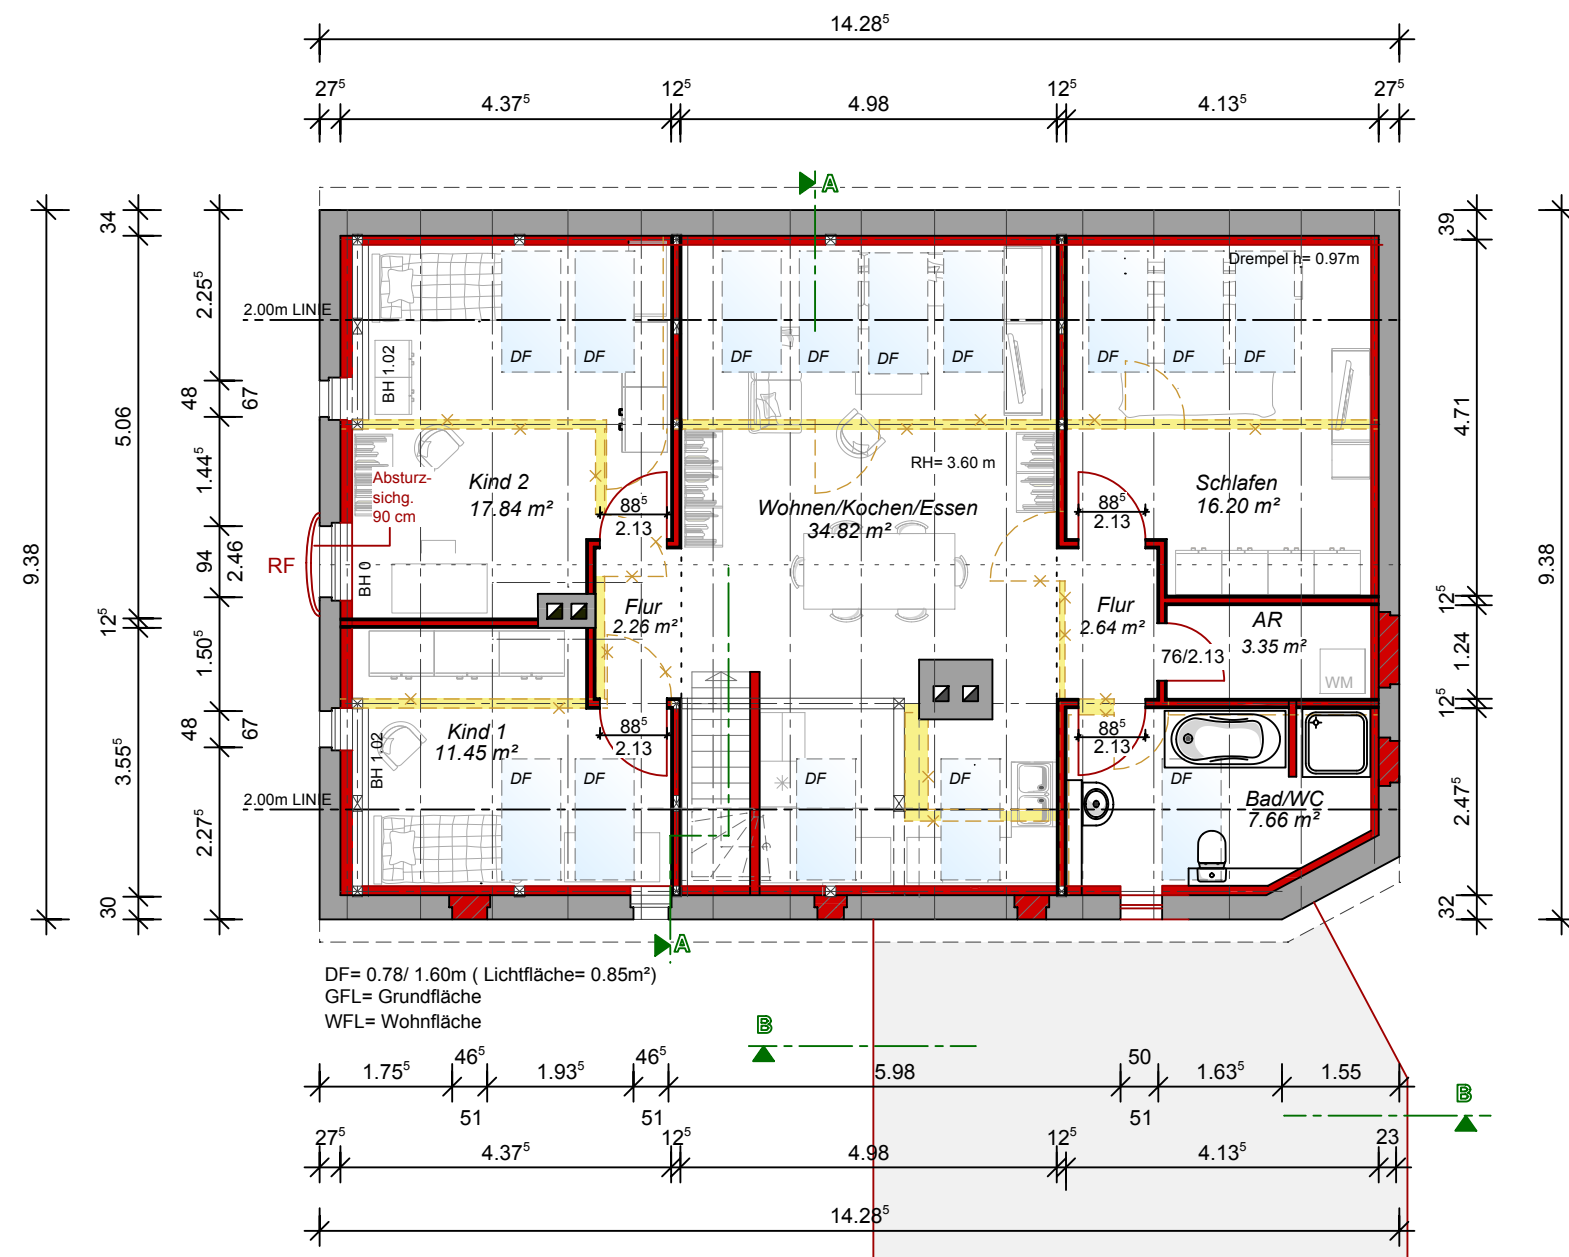 14.28⁵
27⁵ 4.37⁵ 12⁵ 4.98 12⁵ 4.13⁵ 27⁵
A
9.38
34
5.06
12⁵
3.55⁵
30
2.25⁵
48
67
1.44⁵
94
2.46
1.50⁵
48
67
2.27⁵
39
4.71
12⁵
1.24
12⁵
2.47⁵
32
9.38
Drempel h= 0.97m
2.00m LINIE
DF DF DF DF DF DF DF DF DF
BH 1.02
RH= 3.60 m
Absturz-
sichg.
90 cm
Kind 2
17.84 m²
Wohnen/Kochen/Essen
34.82 m²
Schlafen
16.20 m²
88⁵
2.13
88⁵
2.13
RF
BH 0
Flur
2.26 m²
Flur
2.64 m²
AR
3.35 m²
76/2.13
WM
Kind 1
11.45 m²
BH 1.02
88⁵
2.13
88⁵
2.13
DF DF DF DF DF
2.00m LINIE
Bad/WC
7.66 m²
A
DF= 0.78/ 1.60m ( Lichtfläche= 0.85m²)
GFL= Grundfläche
WFL= Wohnfläche
B
1.75⁵ 46⁵ 1.93⁵ 46⁵ 5.98 50 1.63⁵ 1.55
51 51 51
B
27⁵ 4.37⁵ 12⁵ 4.98 12⁵ 4.13⁵ 23
14.28⁵